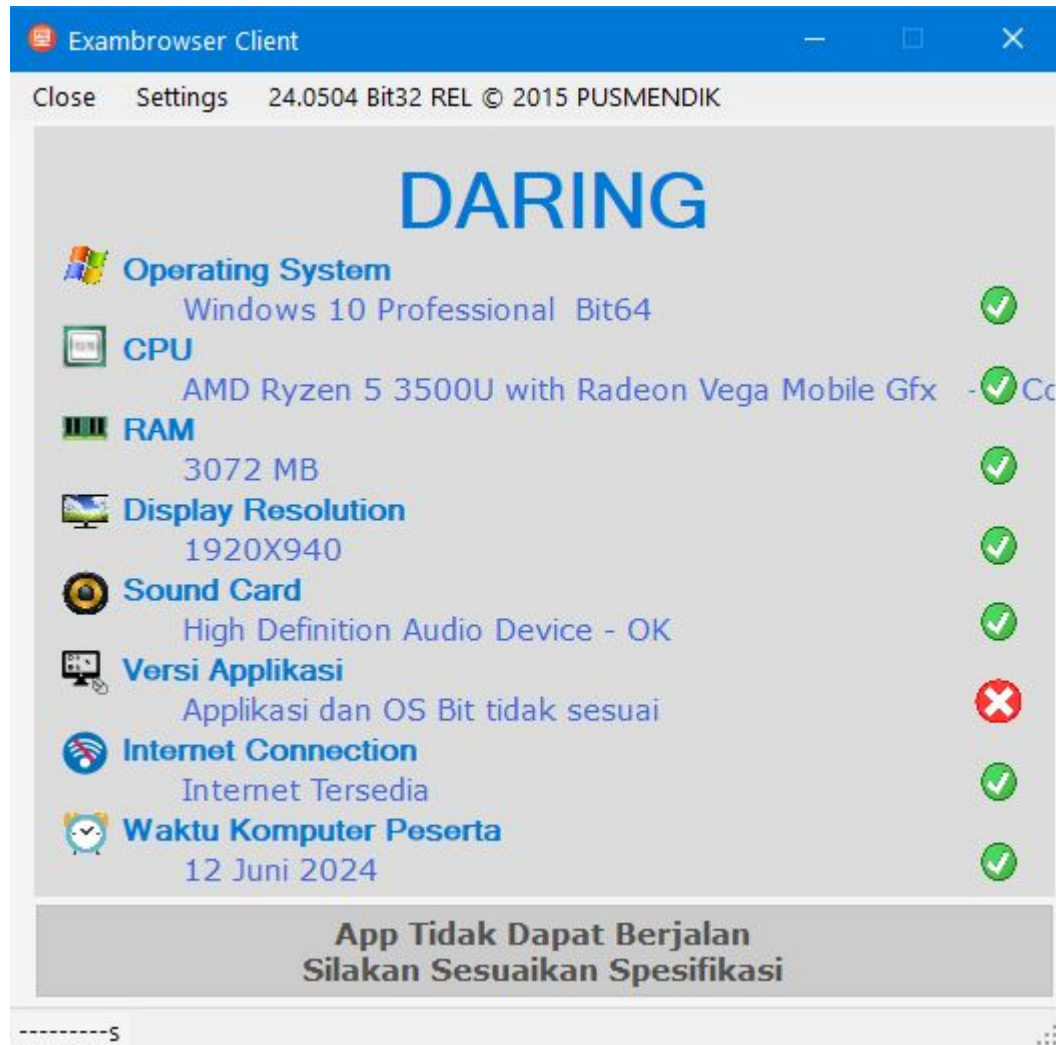 Exambrowser Client
Close Settings 24.0504 Bit32 REL © 2015 PUSMENDIK
DARING
Operating System
Windows 10 Professional Bit64
CPU
AMD Ryzen 5 3500U with Radeon Vega Mobile Gfx - Co
RAM
3072 MB
Display Resolution
1920X940
Sound Card
High Definition Audio Device - OK
Versi Applikasi
Applikasi dan OS Bit tidak sesuai
Internet Connection
Internet Tersedia
Waktu Komputer Peserta
12 Juni 2024
App Tidak Dapat Berjalan
Silakan Sesuaikan Spesifikasi
---------s